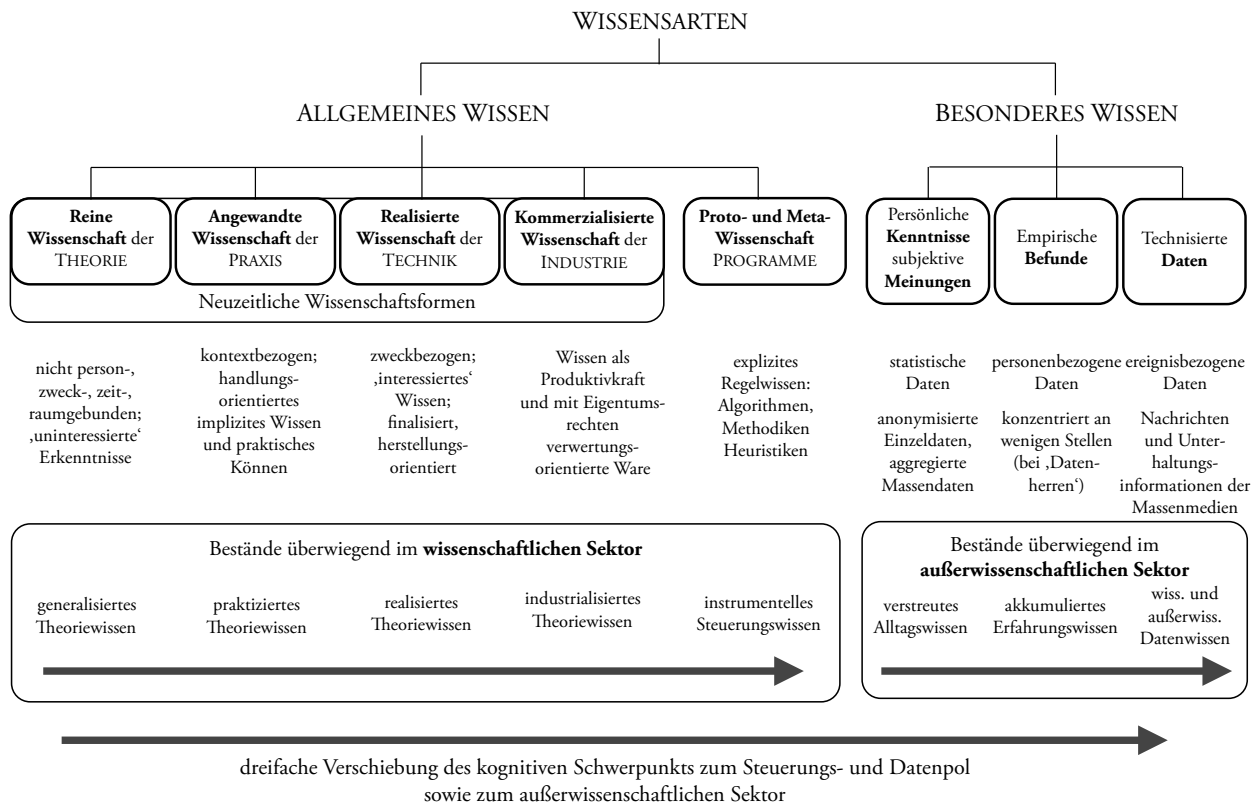 WISSENSARTEN
ALLGEMEINES WISSEN
BESONDERES WISSEN
Reine
Wissenschaft der
THEORIE
Angewandte
Wissenschaft der
PRAXIS
Realisierte
Wissenschaft der
TECHNIK
Kommerzialisierte
Wissenschaft der
INDUSTRIE
Proto- und Meta-
Wissenschaft
PROGRAMME
Persönliche
Kenntnisse
subjektive
Meinungen
Empirische
Befunde
Technisierte
Daten
Neuzeitliche Wissenschaftsformen
nicht person-,
zweck-, zeit-,
raumgebunden;
‚uninteressierte‘
Erkenntnisse
kontextbezogen;
handlungs-
orientiertes
implizites Wissen
und praktisches
Können
zweckbezogen;
‚interessiertes‘
Wissen;
finalisiert,
herstellungs-
orientiert
Wissen als
Produktivkraft
und mit Eigentums-
rechten
verwertungs-
orientierte Ware
explizites
Regelwissen:
Algorithmen,
Methodiken
Heuristiken
statistische
Daten
anonymisierte
Einzeldaten,
aggregierte
Massendaten
personenbezogene
Daten
konzentriert an
wenigen Stellen
(bei ‚Daten-
herren‘)
ereignisbezogene
Daten
Nachrichten
und Unter-
haltungs-
informationen der
Massenmedien
Bestände überwiegend im wissenschaftlichen Sektor
generalisiertes
Theoriewissen
praktiziertes
Theoriewissen
realisiertes
Theoriewissen
industrialisiertes
Theoriewissen
instrumentelles
Steuerungswissen
Bestände überwiegend im
außerwissenschaftlichen Sektor
verstreutes
Alltagswissen
akkumuliertes
Erfahrungswissen
wiss. und
außerwiss.
Datenwissen
dreifache Verschiebung des kognitiven Schwerpunkts zum Steuerungs- und Datenpol
sowie zum außerwissenschaftlichen Sektor